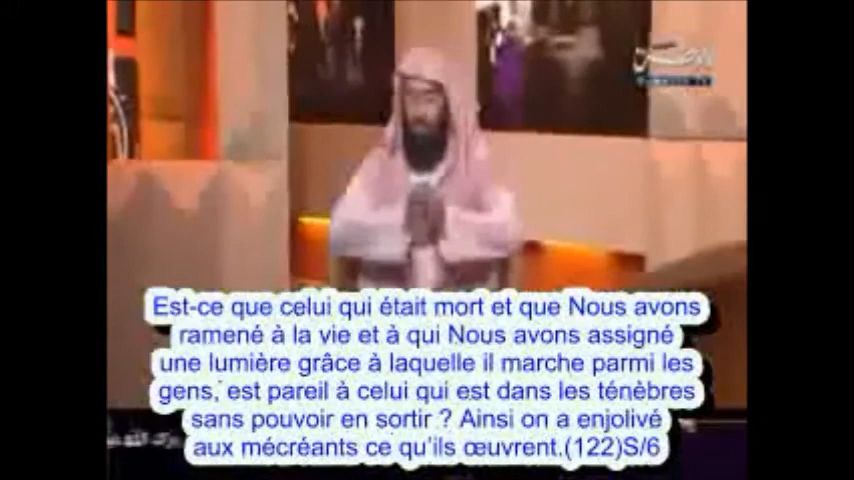 Est-ce que celui qui était mort et que Nous avons
ramené à la vie et à qui Nous avons assigné
une lumière grâce à laquelle il marche parmi les
gens, est pareil à celui qui est dans les ténèbres
sans pouvoir en sortir ? Ainsi on a enjolivé
aux mécréants ce qu'ils œuvrent.(122)S/6